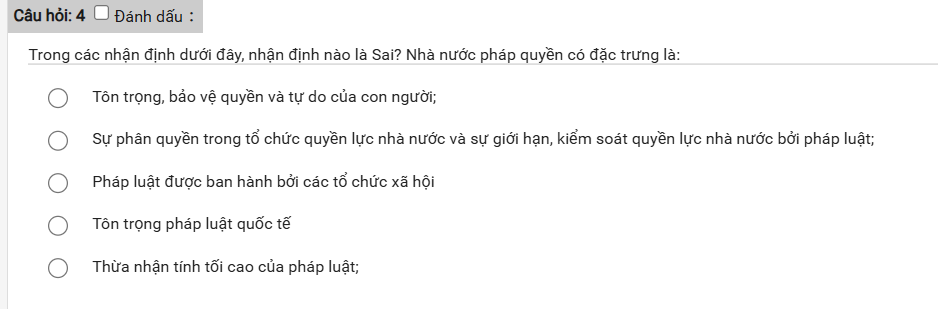 Câu hỏi: 4 Đánh dấu :
Trong các nhận định dưới đây, nhận định nào là Sai? Nhà nước pháp quyền có đặc trưng là:
Tôn trọng, bảo vệ quyền và tự do của con người;
Sự phân quyền trong tổ chức quyền lực nhà nước và sự giới hạn, kiểm soát quyền lực nhà nước bởi pháp luật;
Pháp luật được ban hành bởi các tổ chức xã hội
Tôn trọng pháp luật quốc tế
Thừa nhận tính tối cao của pháp luật;